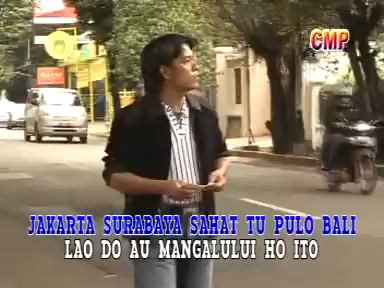 CMP
JAKARTA SURABAYA SAHAT TU PULO BALI
LAO DO AU MANGALULUI HO ITO